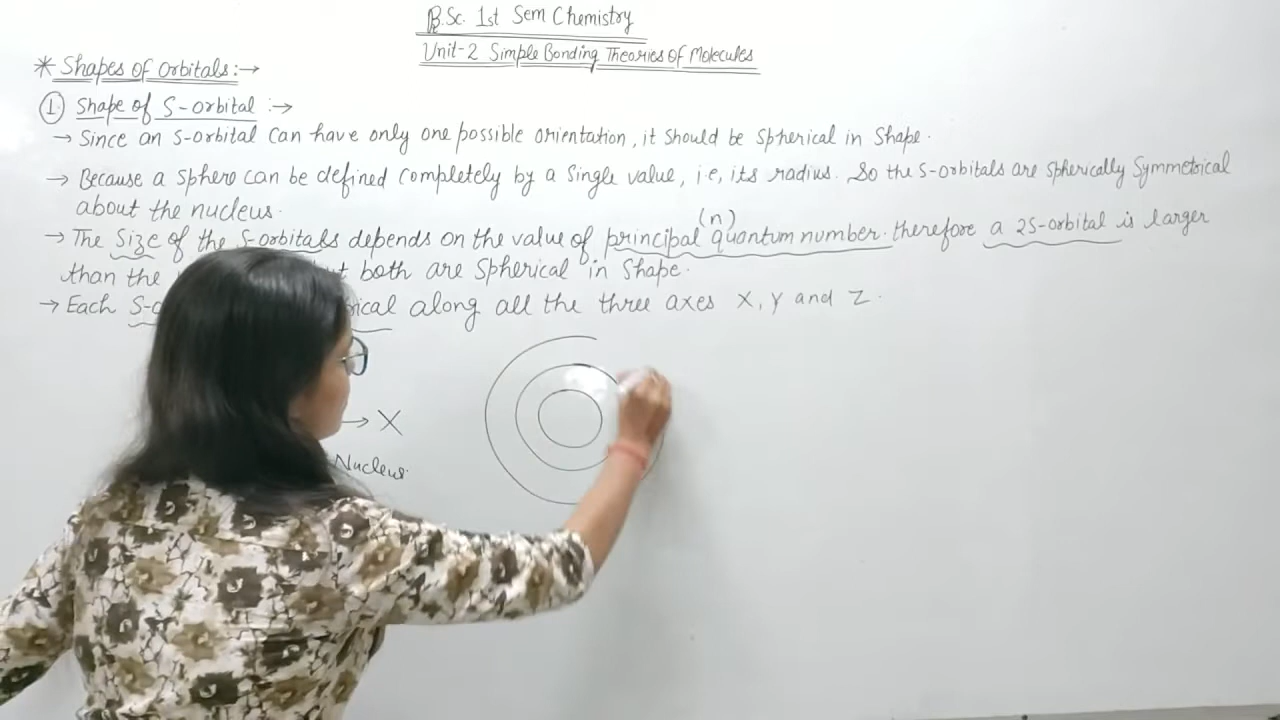 B.Sc. 1st Sem Chemistry
Unit-2 Simple Bonding Theories of Molecules
* Shapes of Orbitals:→
① Shape of S-orbital :→
→ Since an S-orbital can have only one possible orientation, it should be spherical in shape.
→ Because a sphere can be defined completely by a single value, i.e, its radius. So the S-orbitals are spherically symmetrical
about the nucleus.
(n)
→ The size of the S-orbitals depends on the value of principal quantum number. therefore a 2S-orbital is larger
than the both are spherical in shape.
→ Each along all the three axes X, Y and Z.
→ X
Nucleus.